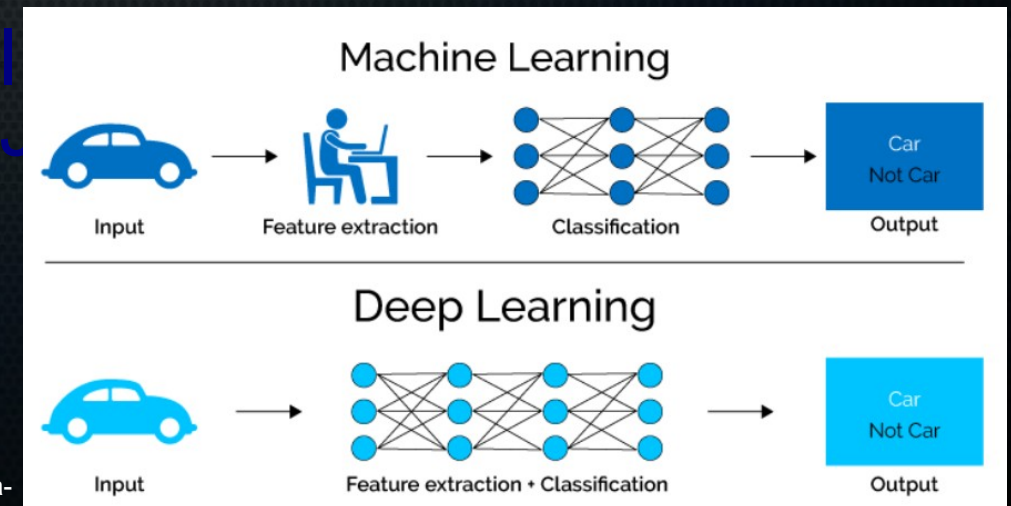 Machine Learning
Car
Not Car
Input
Feature extraction
Classification
Output
Deep Learning
Car
Not Car
Input
Feature extraction + Classification
Output